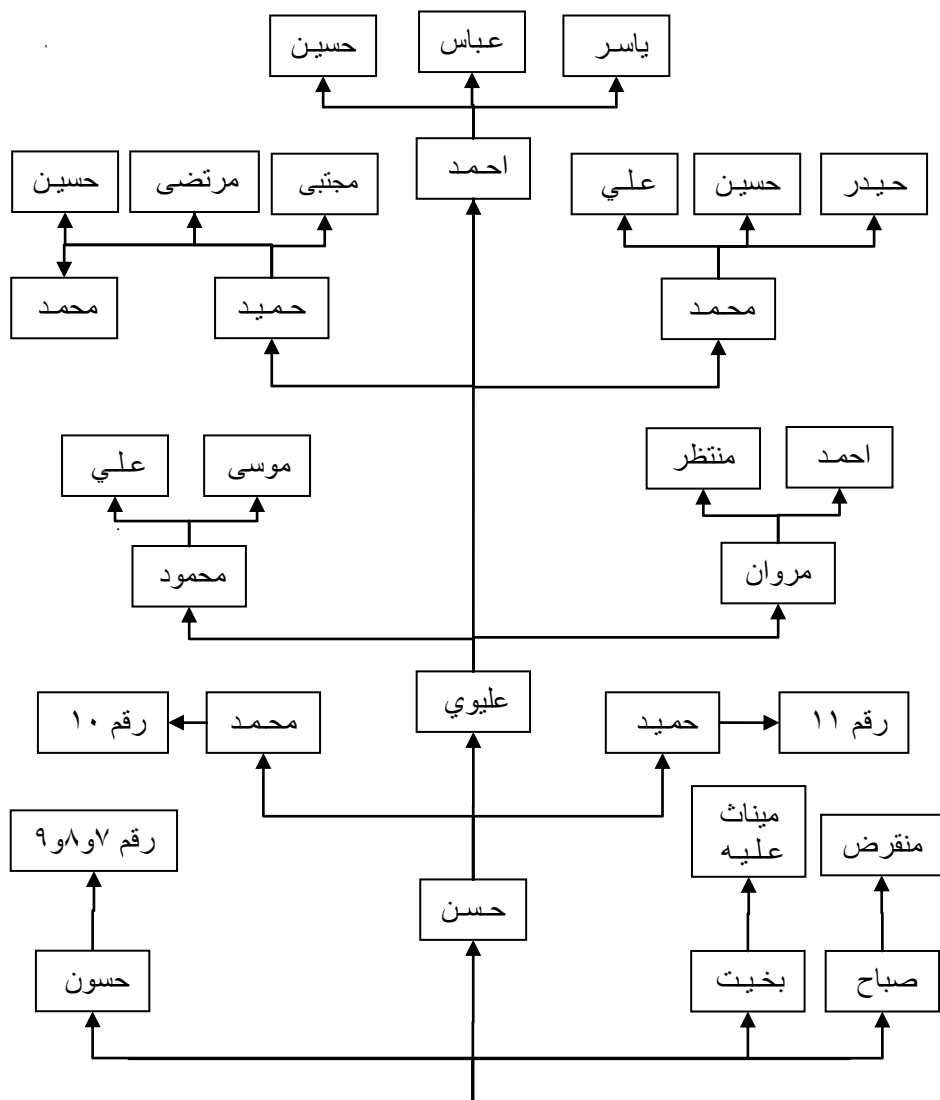 ياسر
عباس
حسين
احمد
حيدر
حسين
علي
مجتبى
مرتضى
حسين
محمد
حميد
محمد
احمد
منتظر
موسى
علي
مروان
محمود
عليوي
رقم ١١
حميد
محمد
رقم ١٠
منقرض
ميناث
عليه
رقم ٧و٨و٩
حسن
صباح
بخيت
حسون